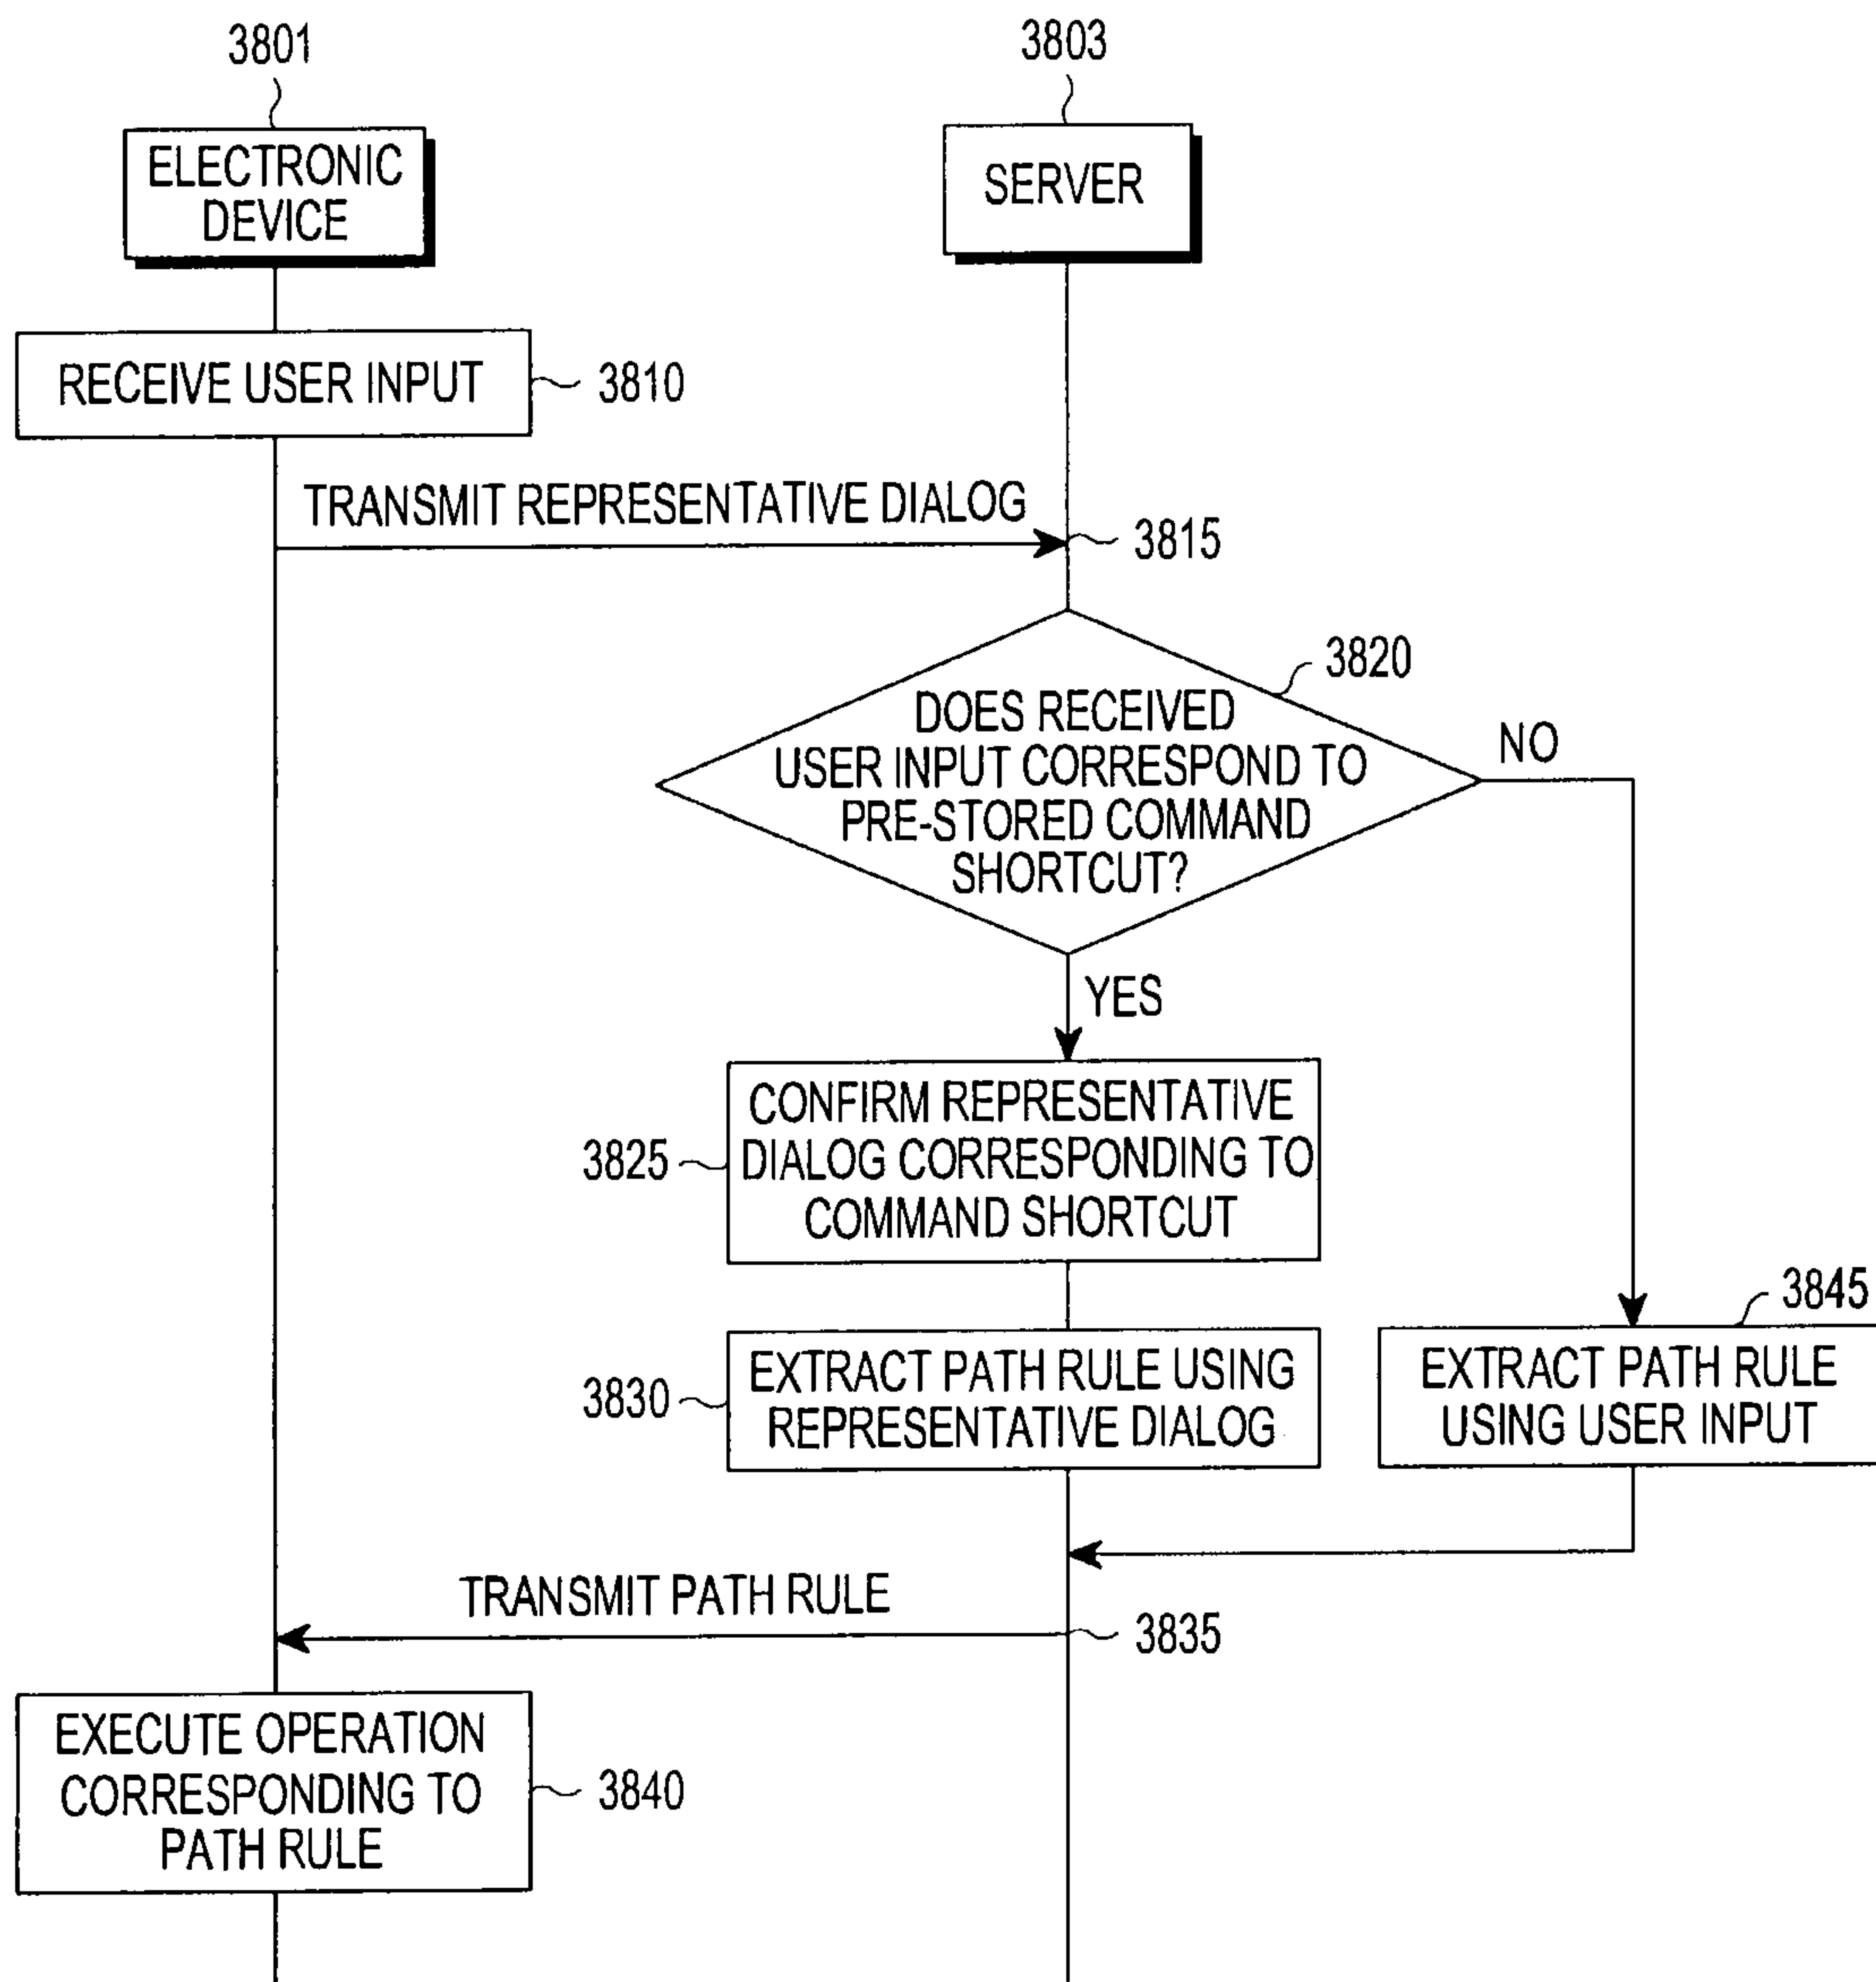 3801
3803
ELECTRONIC
DEVICE
SERVER
RECEIVE USER INPUT
3810
TRANSMIT REPRESENTATIVE DIALOG
3815
3820
DOES RECEIVED
USER INPUT CORRESPOND TO
PRE-STORED COMMAND
SHORTCUT?
NO
YES
3825
CONFIRM REPRESENTATIVE
DIALOG CORRESPONDING TO
COMMAND SHORTCUT
3830
EXTRACT PATH RULE USING
REPRESENTATIVE DIALOG
3845
EXTRACT PATH RULE
USING USER INPUT
TRANSMIT PATH RULE
3835
EXECUTE OPERATION
CORRESPONDING TO
PATH RULE
3840